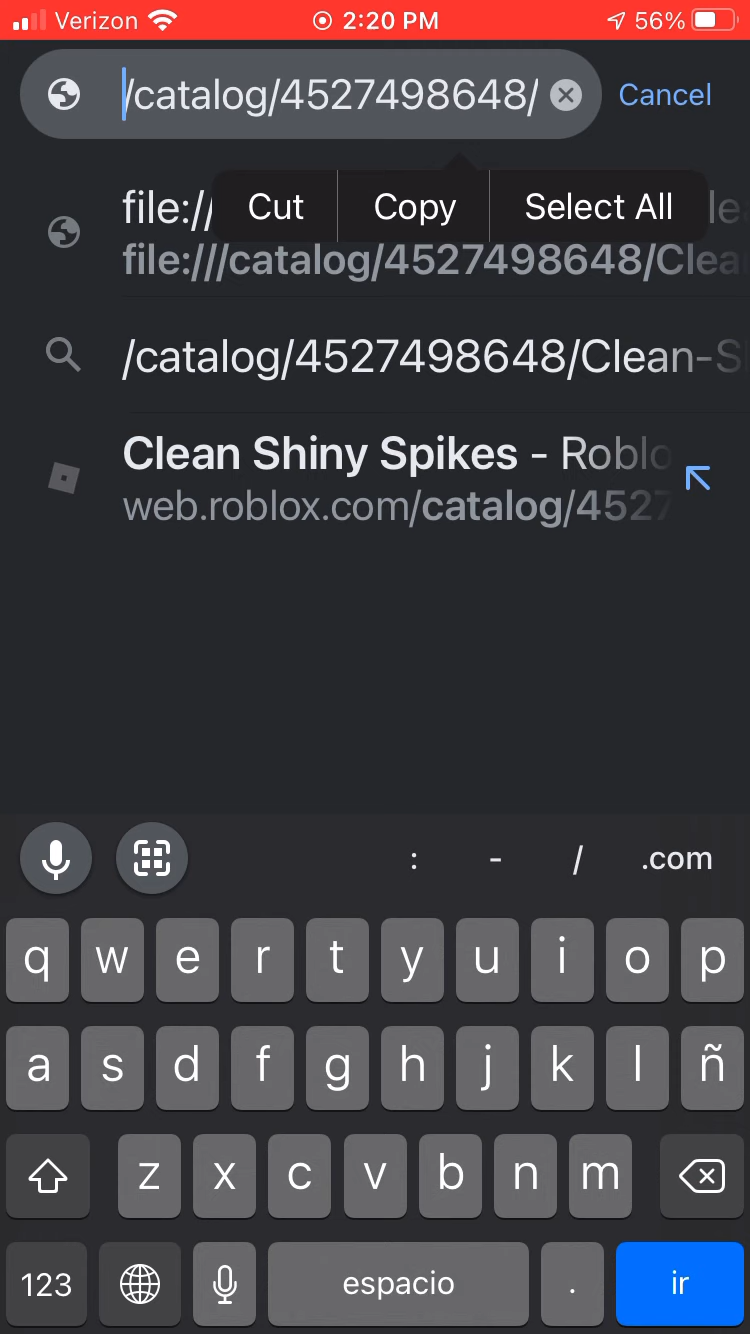 Verizon 2:20 PM 56%
/catalog/4527498648/ Cancel
file://
Cut Copy Select All
file:///catalog/4527498648/Clea
/catalog/4527498648/Clean-S
Clean Shiny Spikes - Roblo
web.roblox.com/catalog/4527
: - / .com
q w e r t y u i o p
a s d f g h j k l ñ
z x c v b n m
123 espacio . ir